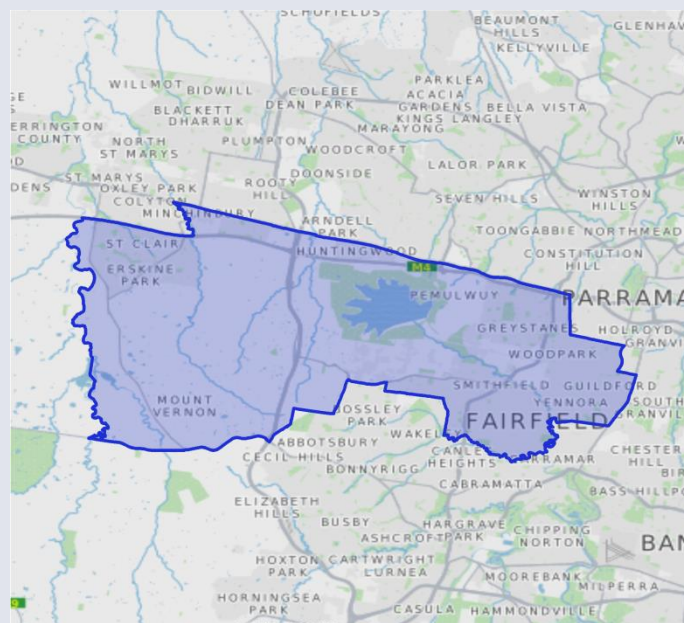 SCHOFIELDS
BEAUMONT
HILLS
GLENHAV
KELLYVILLE
WILLMOT
BIDWILL
COLEBEE
DEAN PARK
PARKLEA
ACACIA
GARDENS
BELLA VISTA
KINGS LANGLEY
BLACKETT
DHARRUK
MARAYONG
ERRINGTON
COUNTY
NORTH
ST MARYS
PLUMPTON
WOODCROFT
LALOR PARK
DOONSIDE
ST MARYS
OXLEY PARK
COLYTON
ROOTY
HILL
SEVEN HILLS
WINSTON
HILLS
DENS
MINCHINBURY
ARNDELL
PARK
TOONGABBIE
NORTHMEAD
ST CLAIR
HUNTINGWOOD
CONSTITUTION
HILL
ERSKINE
PARK
M4
PEMULWUY
PARRAMA
GREYSTANES
HOLROYD
GRANVI
WOODPARK
SMITHFIELD
GUILDFORD
MOUNT
VERNON
YENNORA
SOUTH
GRANVIL
BOSSLEY
PARK
FAIRFIELD
WAKELEY
ABBOTSBURY
CECIL HILLS
CANLEY
HEIGHTS
CARRAMAR
CHESTER
HILL
BONNYRIGG
BIR
CABRAMATTA
BASS HILL
ELIZABETH
HILLS
BUSBY
HARGRAVE
PARK
ASHCROFT
CHIPPING
NORTON
BAN
HOXTON
PARK
CARTWRIGHT
LURNEA
MOOREBANK
MILPERRA
9
HORNINGSEA
PARK
CASULA
HAMMONDVILLE